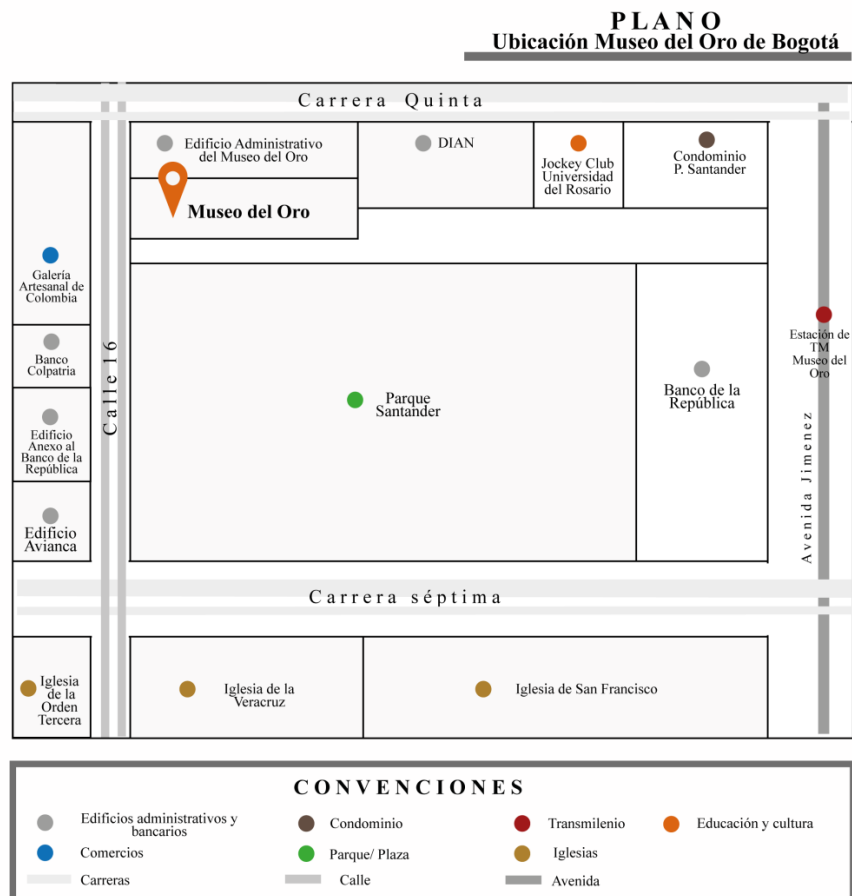 PLANO
Ubicación Museo del Oro de Bogotá
Carrera Quinta
Edificio Administrativo
del Museo del Oro
DIAN
Jockey Club
Universidad
del Rosario
Condominio
P. Santander
Museo del Oro
Galería
Artesanal de
Colombia
Banco
Colpatria
Edificio
Anexo al
Banco de la
República
Edificio
Avianca
Calle 16
Parque
Santander
Banco de la
República
Estación de
TM
Museo del
Oro
Avenida Jimenez
Carrera séptima
Iglesia
de la
Orden
Tercera
Iglesia de la
Veracruz
Iglesia de San Francisco
CONVENCIONES
Edificios administrativos y
bancarios
Condominio
Transmilenio
Educación y cultura
Comercios
Parque/ Plaza
Iglesias
Carreras
Calle
Avenida